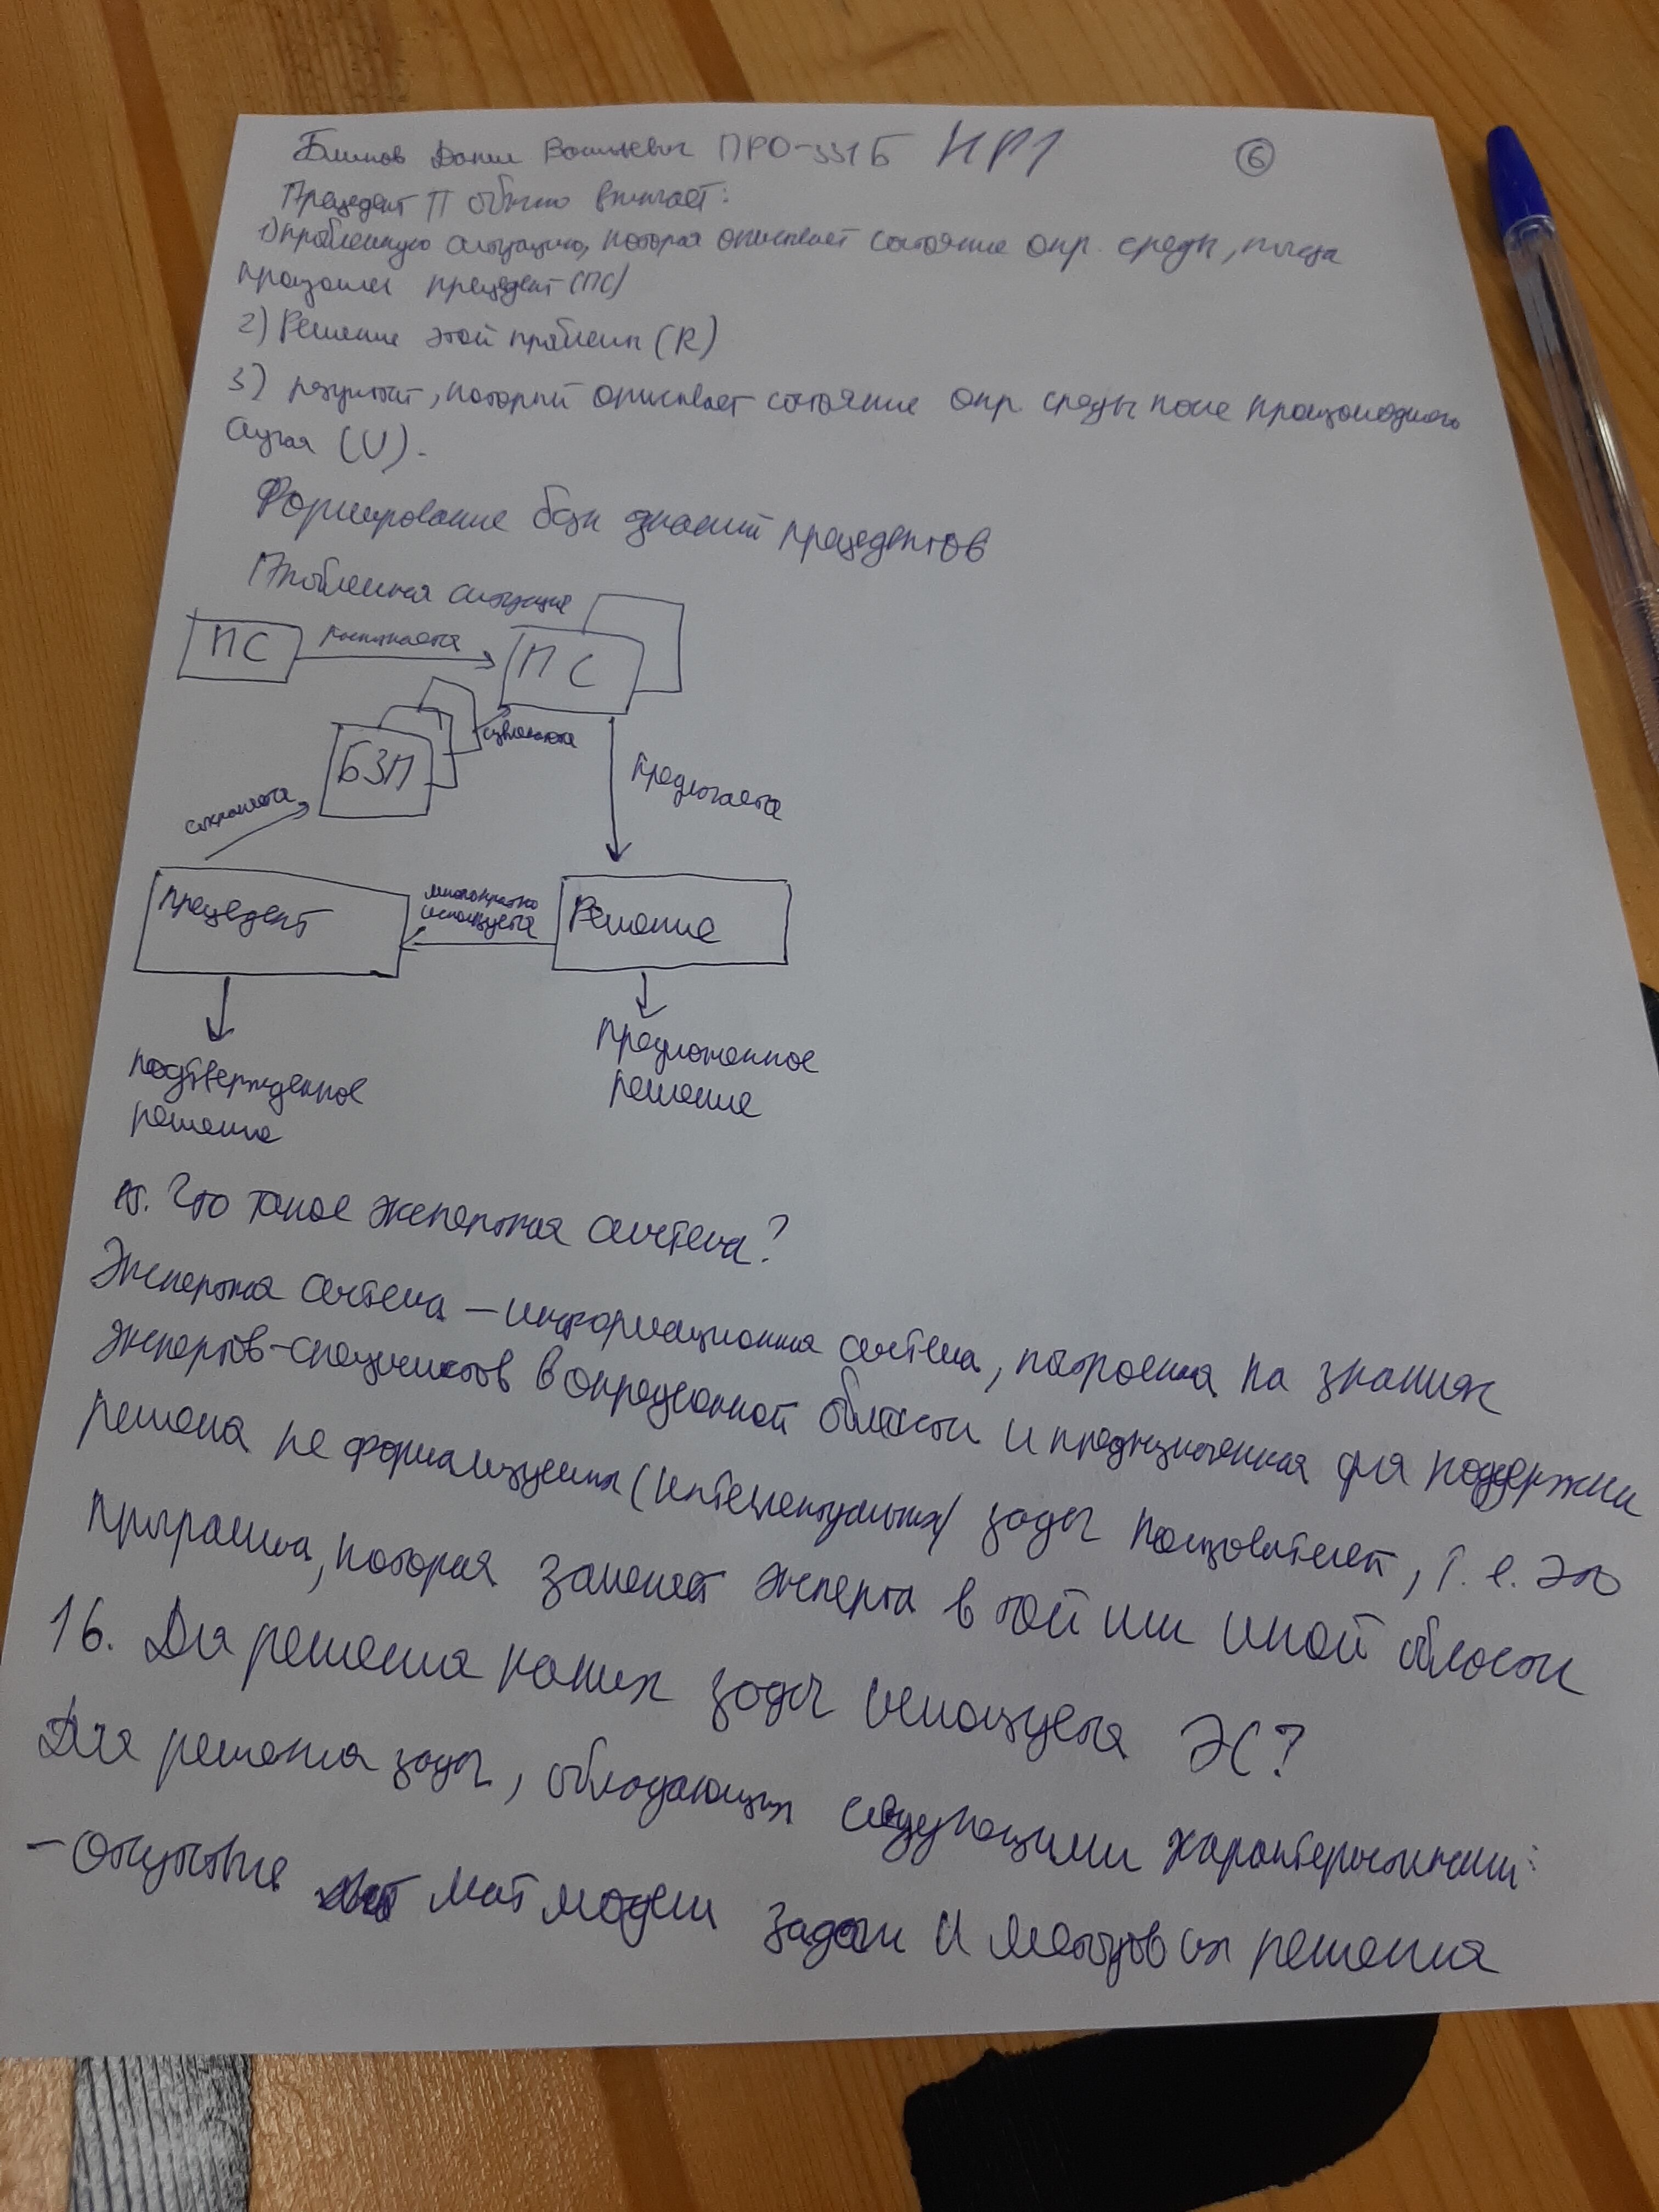 Блинов Данил Васильевич ПРО-331Б КР1 6
Прецедент П обычно включает:
1) проблемную ситуацию, которая описывает состояние опр. среды, когда
произошел прецедент (ПС)
2) Решение этой проблемы (R)
3) результат, который описывает состояние опр. среды после произошедшего
случая (U).
Формирование базы знаний прецедентов
Проблемная ситуация
ПС поступает ПС
БЗП сравнивается
предлагается
сохраняется
прецедент многократно используется Решение
подтвержденное решение
Предложенное решение
15. Что такое экспертная система?
Экспертная система – информационная система, построенная на знаниях
экспертов-специалистов в определенной области и предназначенная для поддержки
решения не формализуемых (интеллектуальных) задач пользователей, т.е. это
программа, которая заменяет эксперта в той или иной области
16. Для решения каких задач используется ЭС?
Для решения задач, обладающих следующими характеристиками:
– отсутствие мат модели задачи и методов их решения